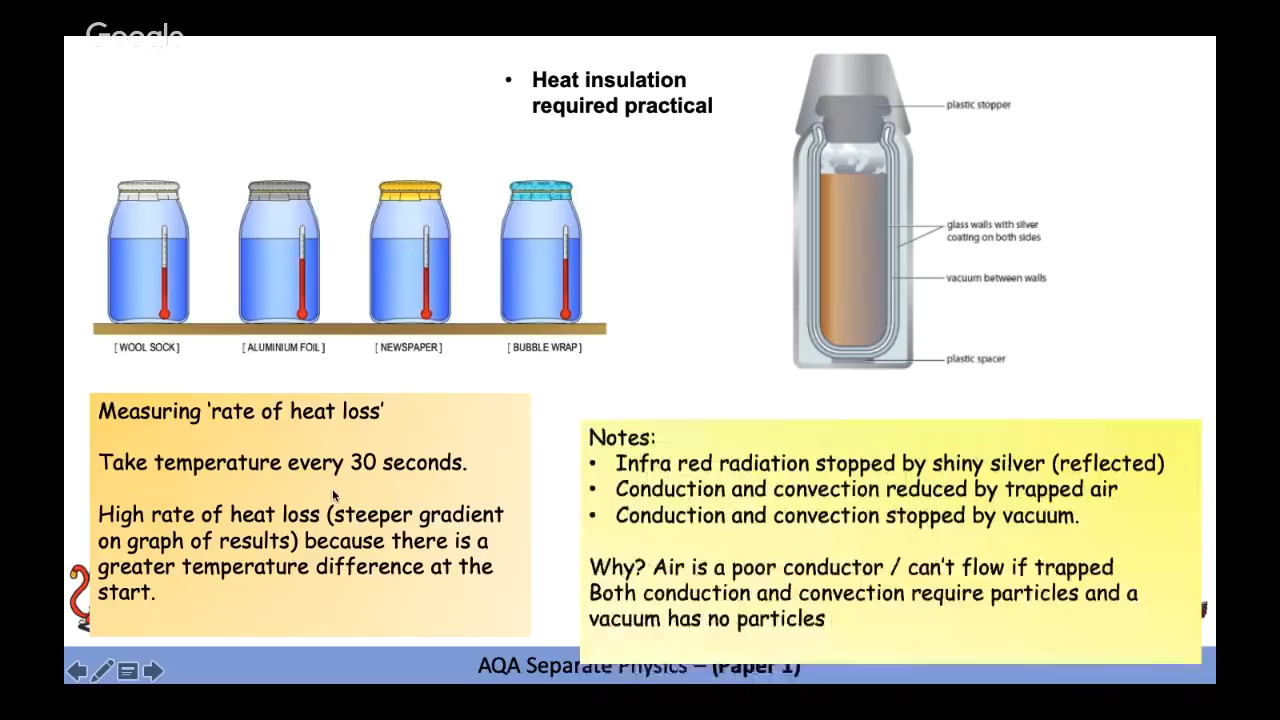 Google
• Heat insulation
required practical
plastic stopper
glass walls with silver
coating on both sides
vacuum between walls
plastic spacer
[ WOOL SOCK ]
[ ALUMINIUM FOIL ]
[ NEWSPAPER ]
[ BUBBLE WRAP ]
Measuring ‘rate of heat loss’
Take temperature every 30 seconds.
High rate of heat loss (steeper gradient
on graph of results) because there is a
greater temperature difference at the
start.
Notes:
• Infra red radiation stopped by shiny silver (reflected)
• Conduction and convection reduced by trapped air
• Conduction and convection stopped by vacuum.
Why? Air is a poor conductor / can’t flow if trapped
Both conduction and convection require particles and a
vacuum has no particles
AQA Separate Physics – (Paper 1)